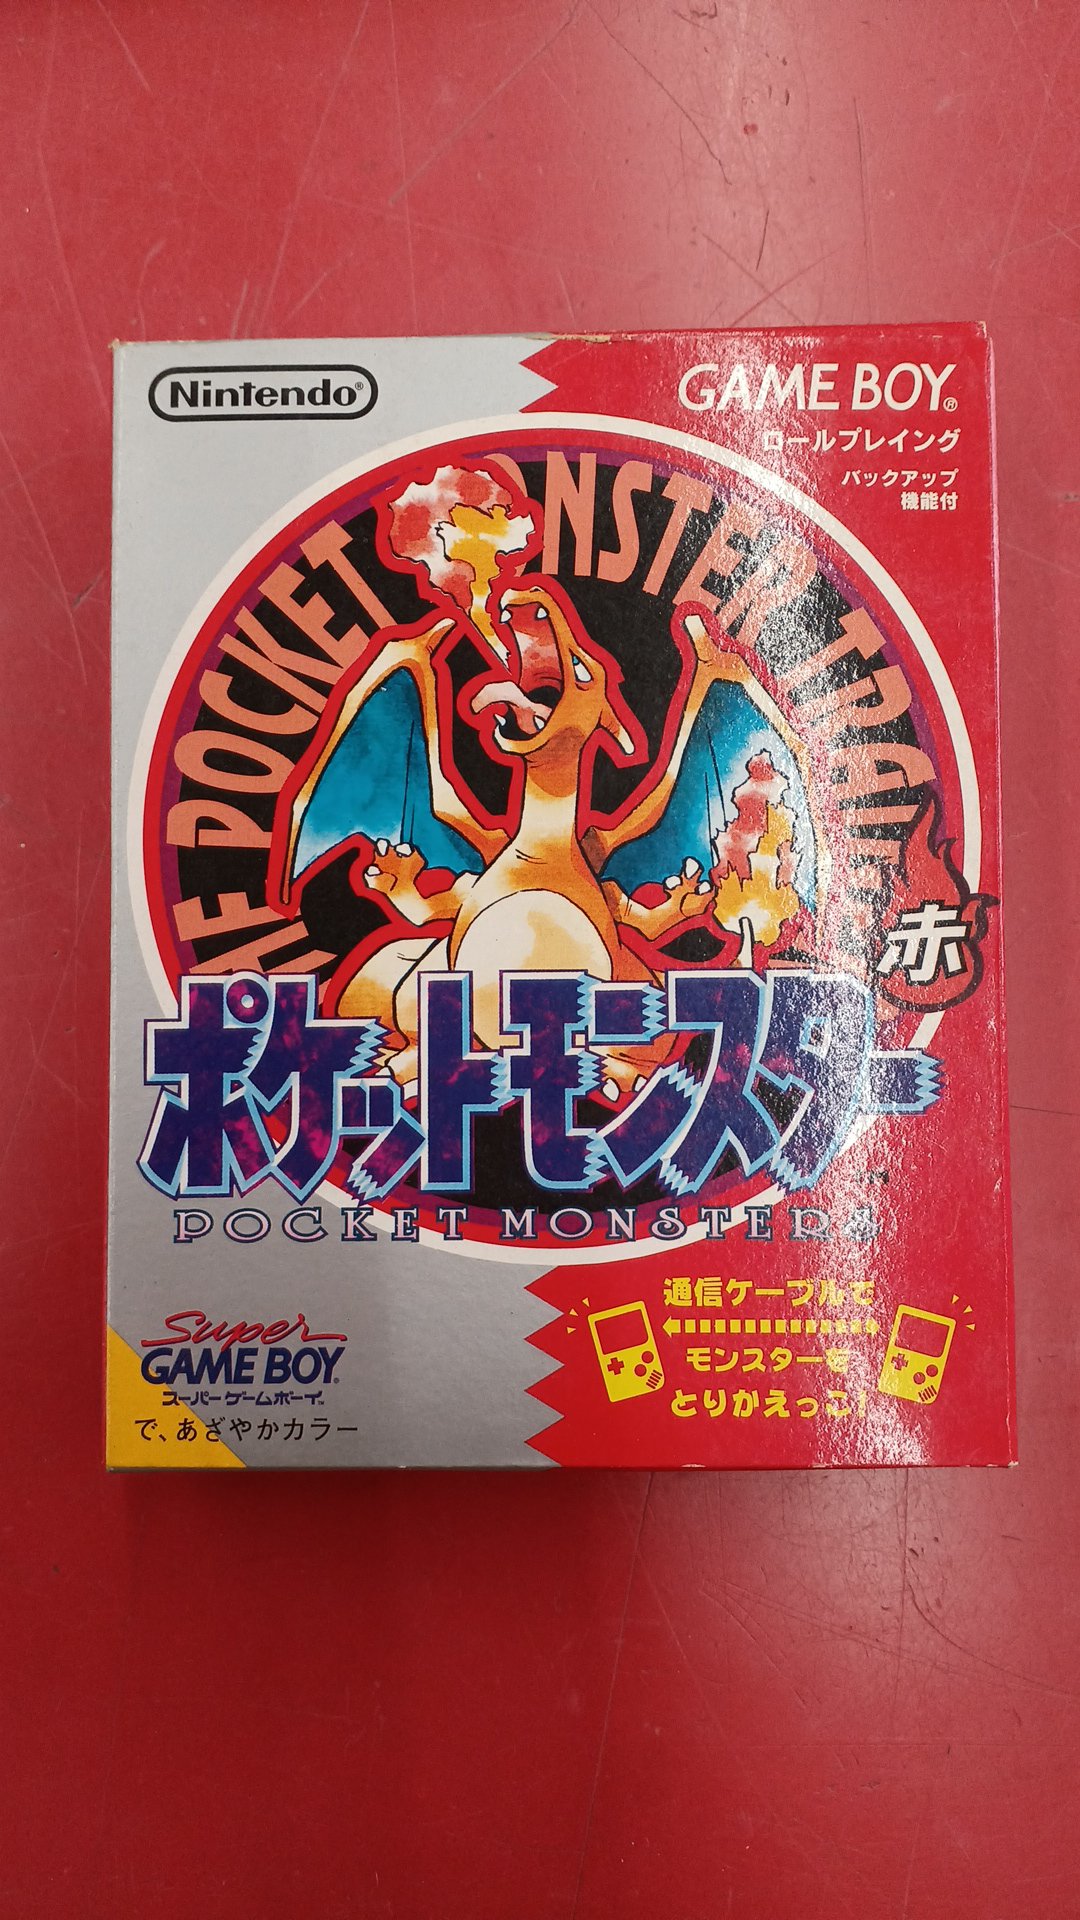 Nintendo®
GAME BOY®
ロールプレイング
バックアップ
機能付
POCKET MONSTER
赤
ポケットモンスター
POCKET MONSTERS
通信ケーブルで
モンスターを
とりかえっこ!
Super
GAME BOY
スーパーゲームボーイ™
で、あざやかカラー